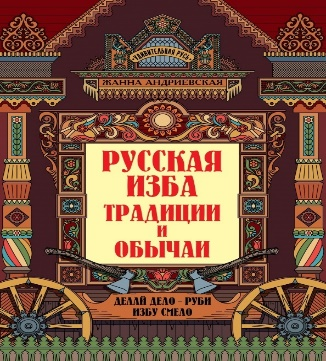 УДИВИТЕЛЬНАЯ РУСЬ
ЖАННА АНДРИЕВСКАЯ
РУССКАЯ
ИЗБА
ТРАДИЦИИ
И
ОБЫЧАИ
ДЕЛАЙ ДЕЛО - РУБИ
ИЗБУ СМЕЛО